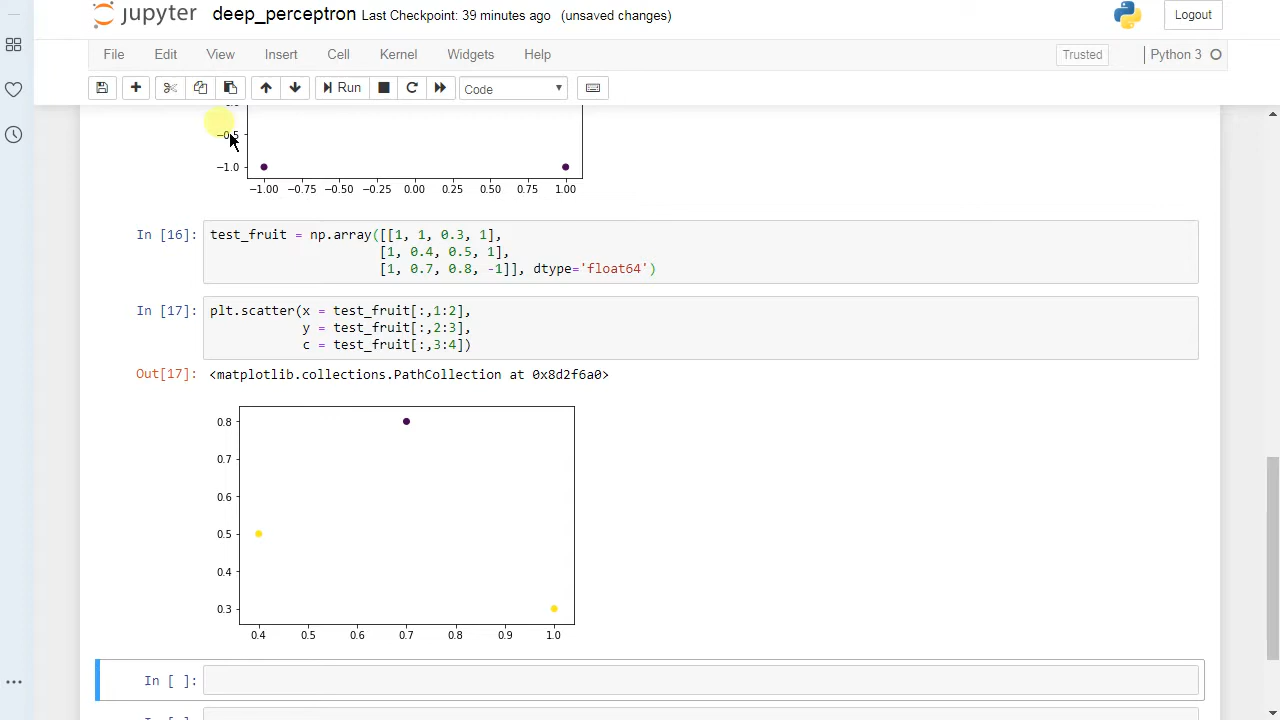 jupyter deep_perceptron Last Checkpoint: 39 minutes ago (unsaved changes) Logout
File Edit View Insert Cell Kernel Widgets Help Trusted Python 3
Run Code
−0.5
−1.0
−1.00 −0.75 −0.50 −0.25 0.00 0.25 0.50 0.75 1.00
In [16]: test_fruit = np.array([[1, 1, 0.3, 1],
[1, 0.4, 0.5, 1],
[1, 0.7, 0.8, -1]], dtype='float64')
In [17]: plt.scatter(x = test_fruit[:,1:2],
y = test_fruit[:,2:3],
c = test_fruit[:,3:4])
Out[17]: <matplotlib.collections.PathCollection at 0x8d2f6a0>
0.8
0.7
0.6
0.5
0.4
0.3
0.4 0.5 0.6 0.7 0.8 0.9 1.0
In [ ]: